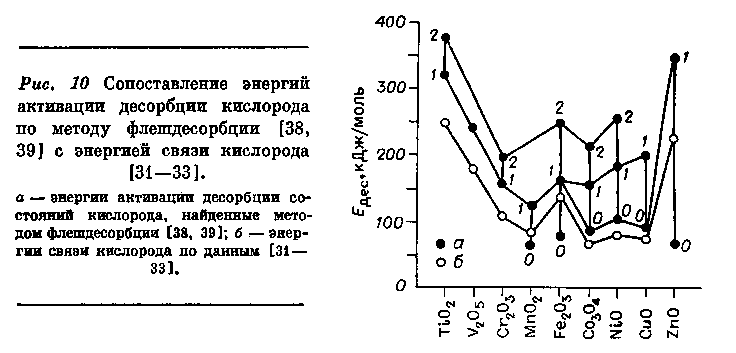 Рис. 10 Сопоставление энергий
активации десорбции кислорода
по методу флешдесорбции [38,
39] с энергией связи кислорода
[31—33].
а — энергии активации десорбции со-
стояний кислорода, найденные мето-
дом флешдесорбции [38, 39]; б — энер-
гии связи кислорода по данным [31—
33].
Eдес, кДж/моль
400
300
200
100
0
2
1
2
1
1
0
2
1
0
2
1
0
2
1
0
1
0
1
0
а
б
TiO2
V2O5
Cr2O3
MnO2
Fe2O3
Co3O4
NiO
CuO
ZnO